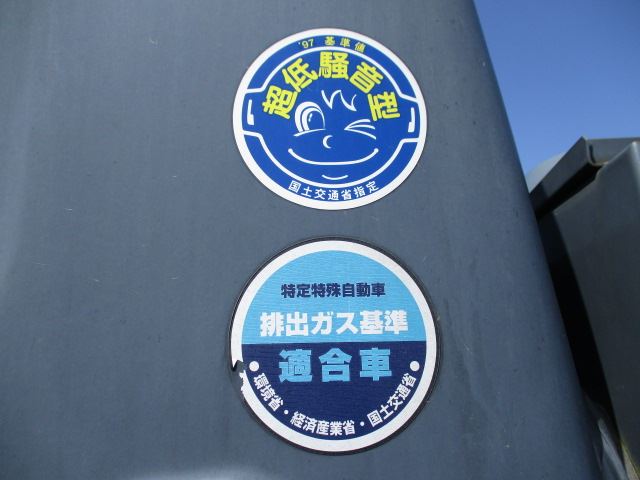 '97 基準値
超低騒音型
国土交通省指定
特定特殊自動車
排出ガス基準
適合車
・環境省・経済産業省・国土交通省・